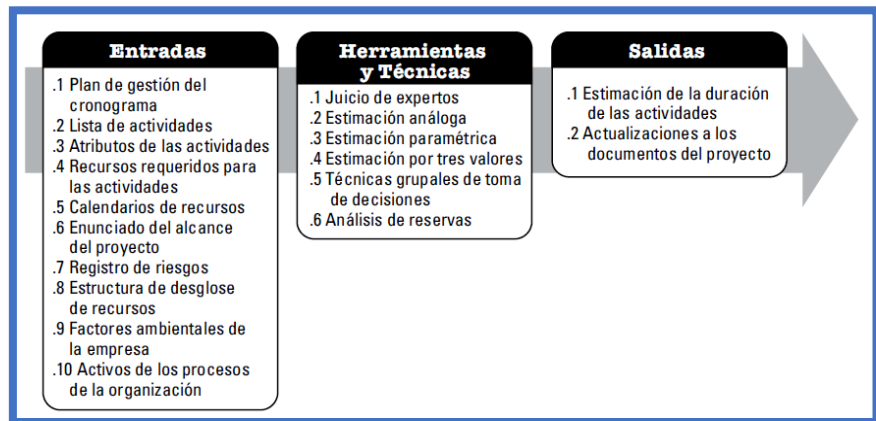 Entradas
.1 Plan de gestión del
cronograma
.2 Lista de actividades
.3 Atributos de las actividades
.4 Recursos requeridos para
las actividades
.5 Calendarios de recursos
.6 Enunciado del alcance
del proyecto
.7 Registro de riesgos
.8 Estructura de desglose
de recursos
.9 Factores ambientales de
la empresa
.10 Activos de los procesos
de la organización
Herramientas
y Técnicas
.1 Juicio de expertos
.2 Estimación análoga
.3 Estimación paramétrica
.4 Estimación por tres valores
.5 Técnicas grupales de toma
de decisiones
.6 Análisis de reservas
Salidas
.1 Estimación de la duración
de las actividades
.2 Actualizaciones a los
documentos del proyecto